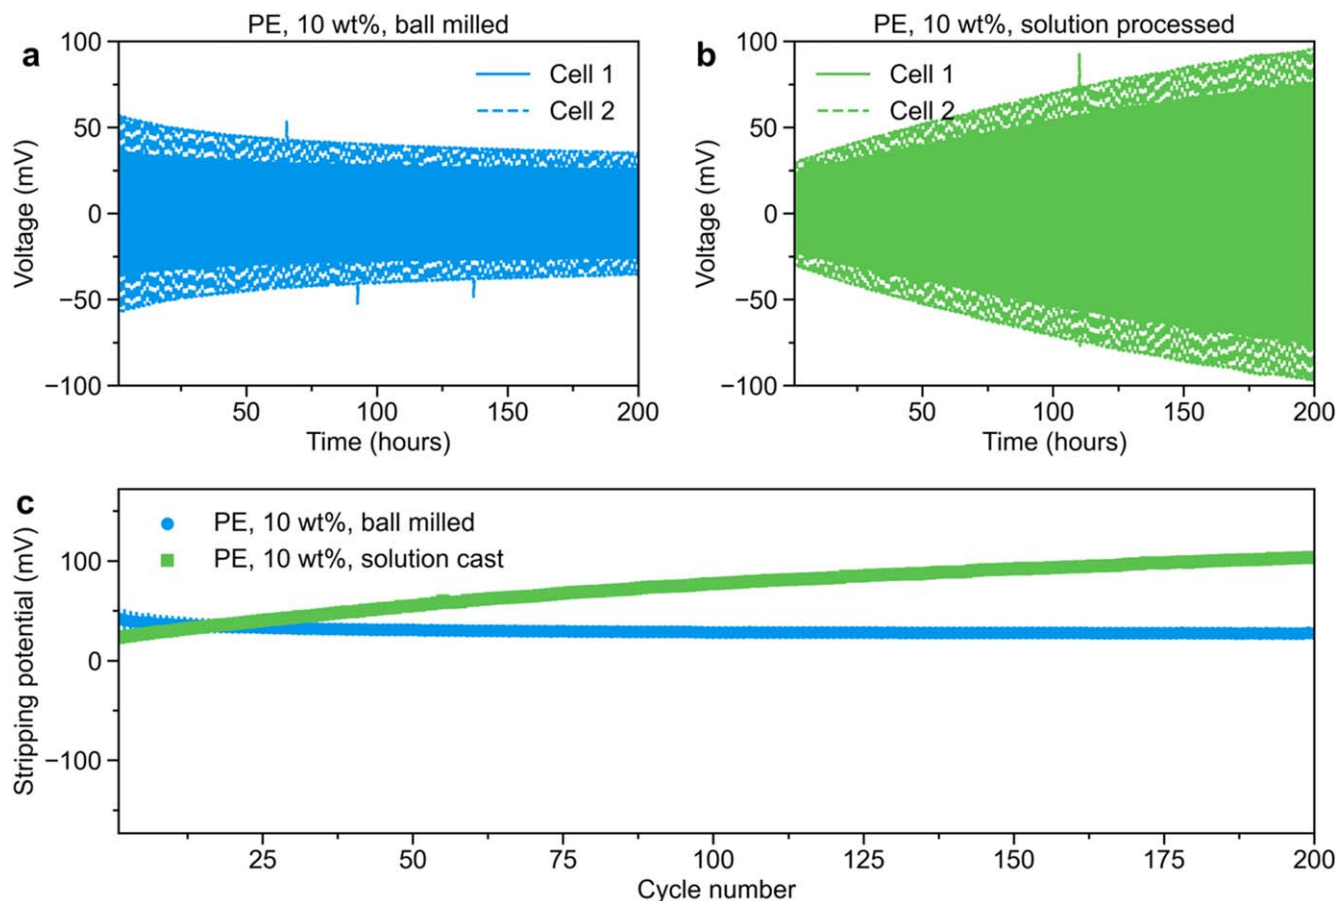 a
PE, 10 wt%, ball milled
Cell 1
Cell 2
100
50
0
−50
−100
Voltage (mV)
50
100
150
200
Time (hours)
b
PE, 10 wt%, solution processed
Cell 1
Cell 2
100
50
0
−50
−100
Voltage (mV)
50
100
150
200
Time (hours)
c
PE, 10 wt%, ball milled
PE, 10 wt%, solution cast
100
0
−100
Stripping potential (mV)
25
50
75
100
125
150
175
200
Cycle number